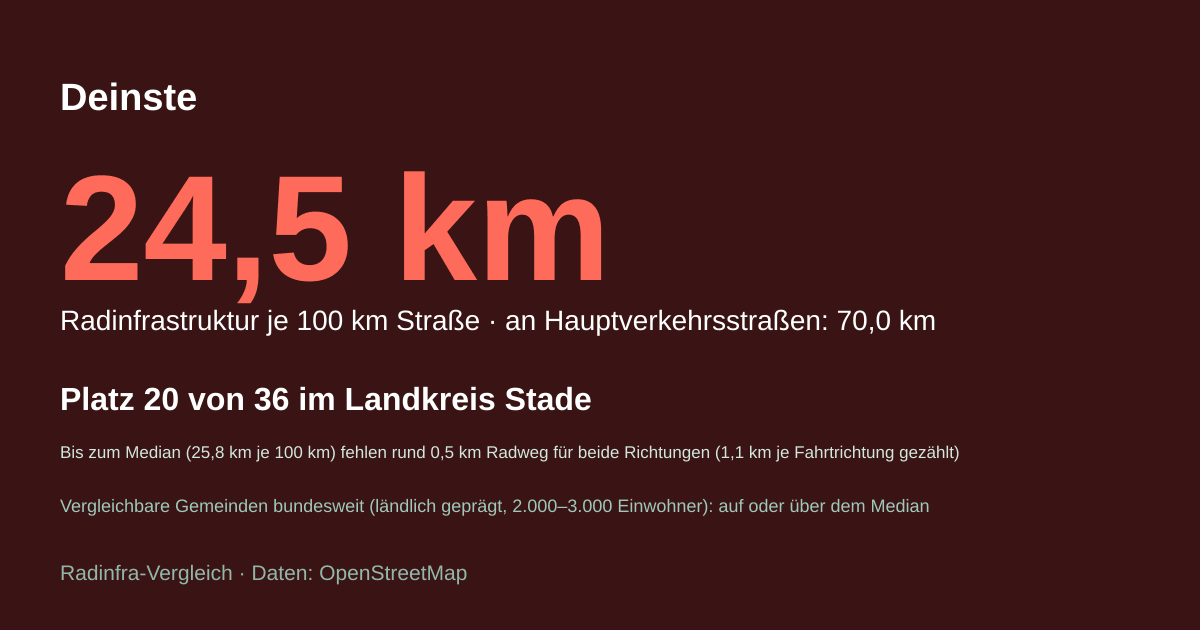 Deinste
24,5 km
Radinfrastruktur je 100 km Straße · an Hauptverkehrsstraßen: 70,0 km
Platz 20 von 36 im Landkreis Stade
Bis zum Median (25,8 km je 100 km) fehlen rund 0,5 km Radweg für beide Richtungen (1,1 km je Fahrtrichtung gezählt)
Vergleichbare Gemeinden bundesweit (ländlich geprägt, 2.000–3.000 Einwohner): auf oder über dem Median
Radinfra-Vergleich · Daten: OpenStreetMap